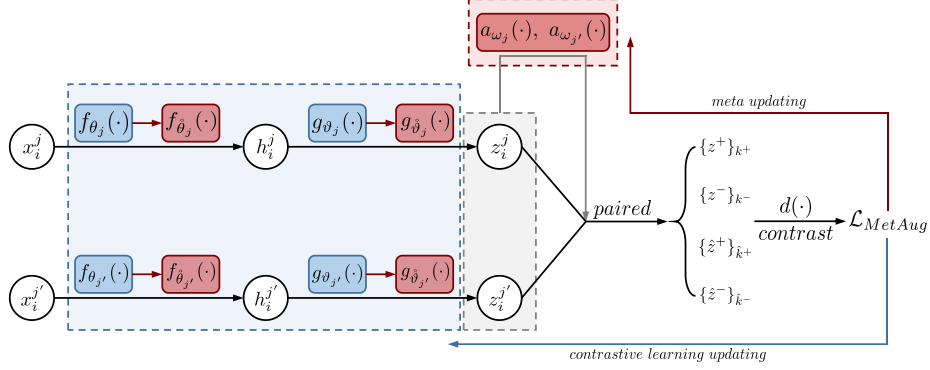 a_{ω_j}(·), a_{ω_{j'}}(·)
meta updating
f_{θ_j}(·) f_{θ̊_j}(·) g_{ϑ_j}(·) g_{ϑ̊_j}(·)
x_i^j h_i^j z_i^j
{z^+}_{k^+}
{z^-}_{k^-}
paired d(·) L_{MetAug}
contrast
{ẑ^+}_{k̂^+}
f_{θ_{j'}}(·) f_{θ̊_{j'}}(·) g_{ϑ_{j'}}(·) g_{ϑ̊_{j'}}(·)
x_i^{j'} h_i^{j'} z_i^{j'}
{ẑ^-}_{k̂^-}
contrastive learning updating